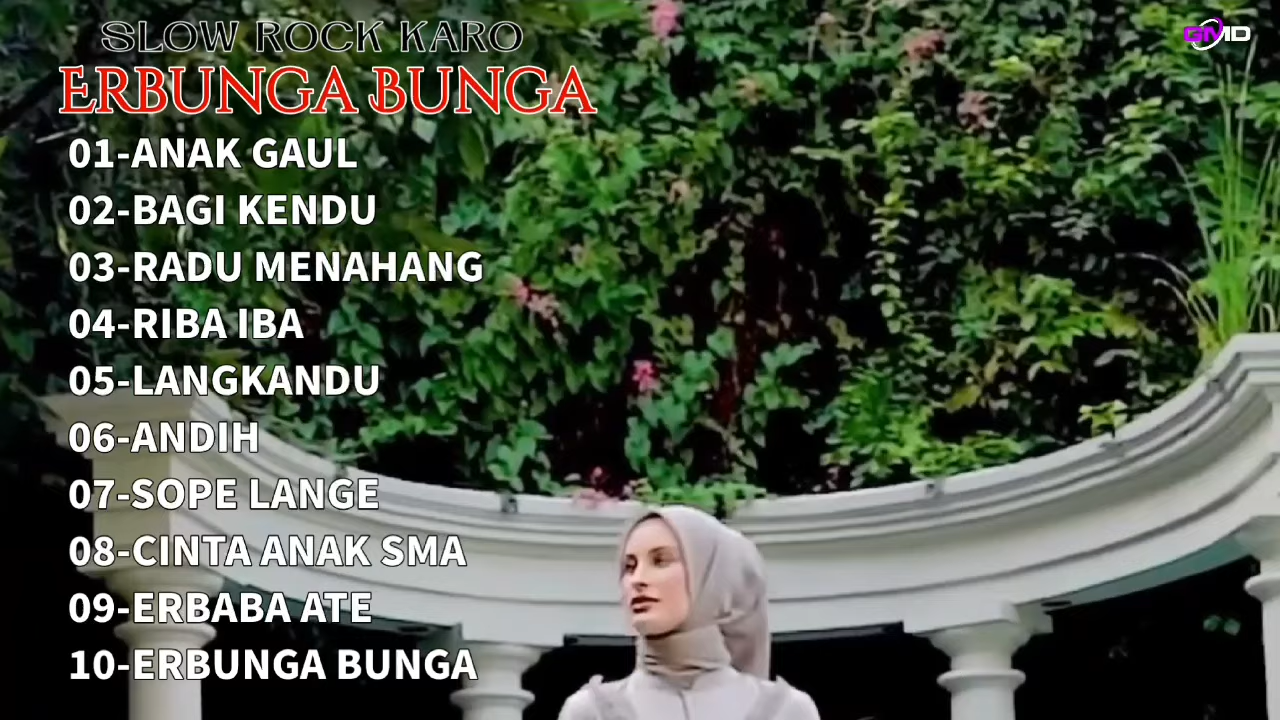 SLOW ROCK KARO
GMD
ERBUNGA BUNGA
01-ANAK GAUL
02-BAGI KENDU
03-RADU MENAHANG
04-RIBA IBA
05-LANGKANDU
06-ANDIH
07-SOPE LANGE
08-CINTA ANAK SMA
09-ERBABA ATE
10-ERBUNGA BUNGA